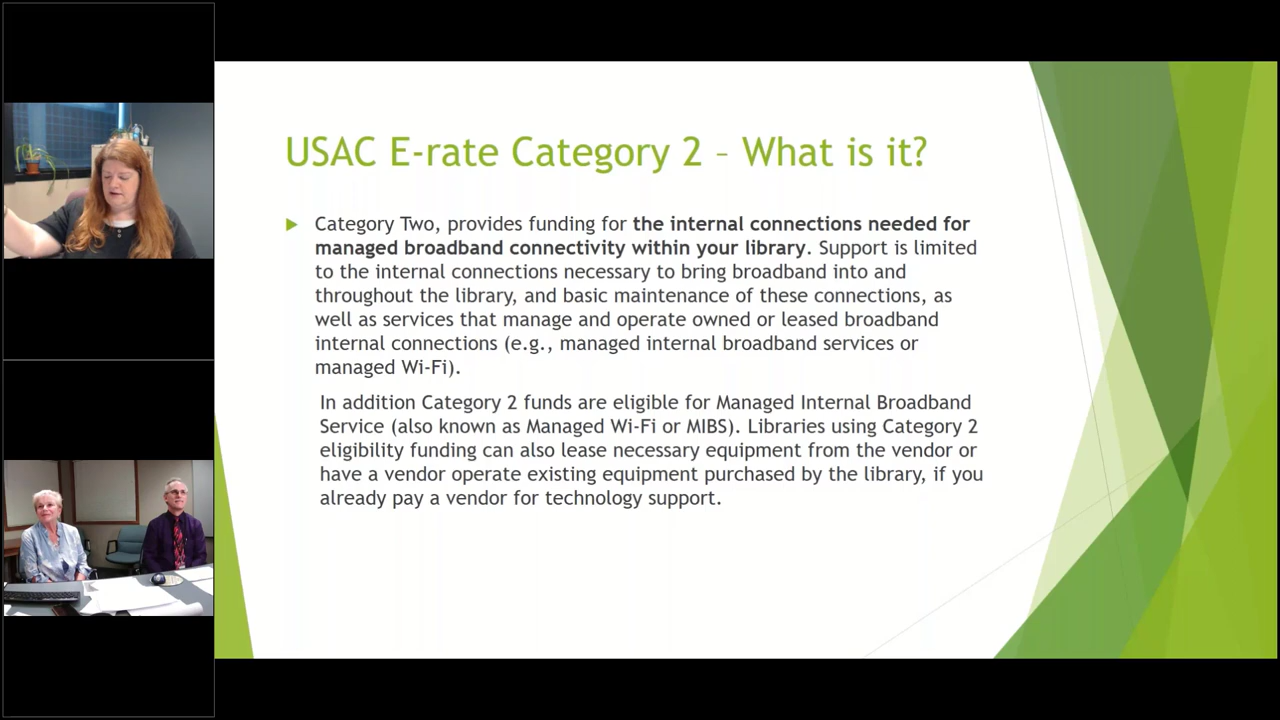 USAC E-rate Category 2 – What is it?
Category Two, provides funding for the internal connections needed for
managed broadband connectivity within your library. Support is limited
to the internal connections necessary to bring broadband into and
throughout the library, and basic maintenance of these connections, as
well as services that manage and operate owned or leased broadband
internal connections (e.g., managed internal broadband services or
managed Wi-Fi).
In addition Category 2 funds are eligible for Managed Internal Broadband
Service (also known as Managed Wi-Fi or MIBS). Libraries using Category 2
eligibility funding can also lease necessary equipment from the vendor or
have a vendor operate existing equipment purchased by the library, if you
already pay a vendor for technology support.